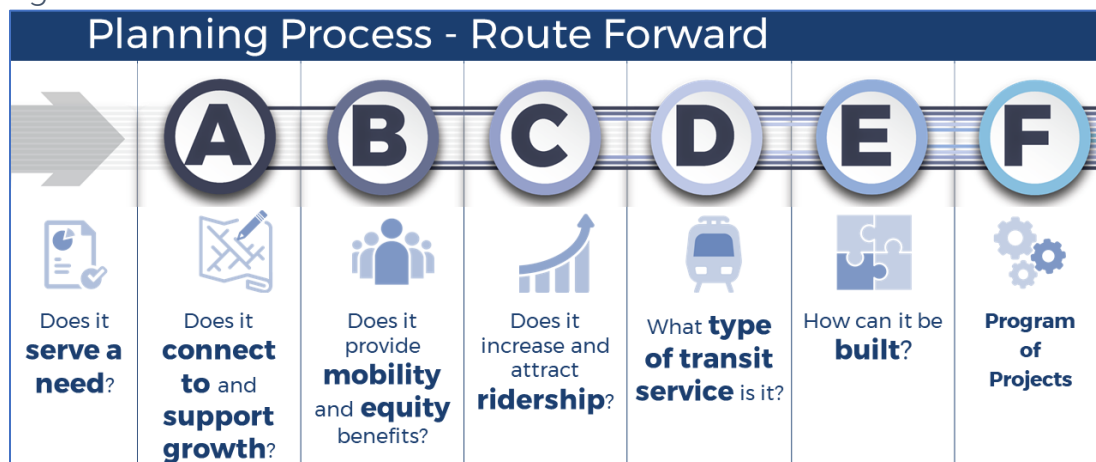 Planning Process - Route Forward
A
B
C
D
E
F
Does it
serve a
need?
Does it
connect
to and
support
growth?
Does it
provide
mobility
and equity
benefits?
Does it
increase and
attract
ridership?
What type
of transit
service is it?
How can it be
built?
Program
of
Projects